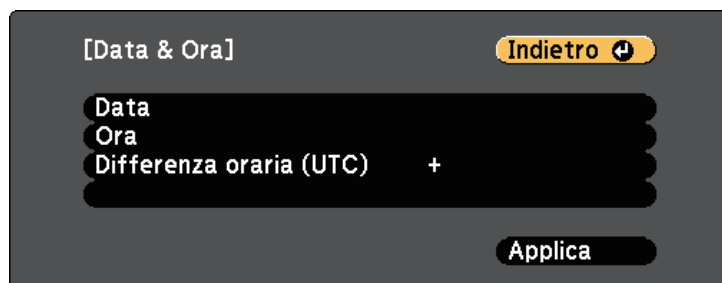 [Data & Ora]
Indietro
Data
Ora
Differenza oraria (UTC) +
Applica